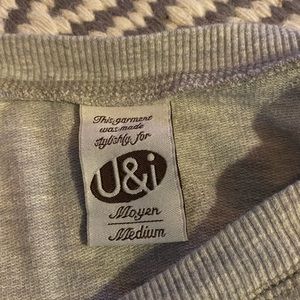 This garment
was made
stylishly for
U&i
Moyen
Medium